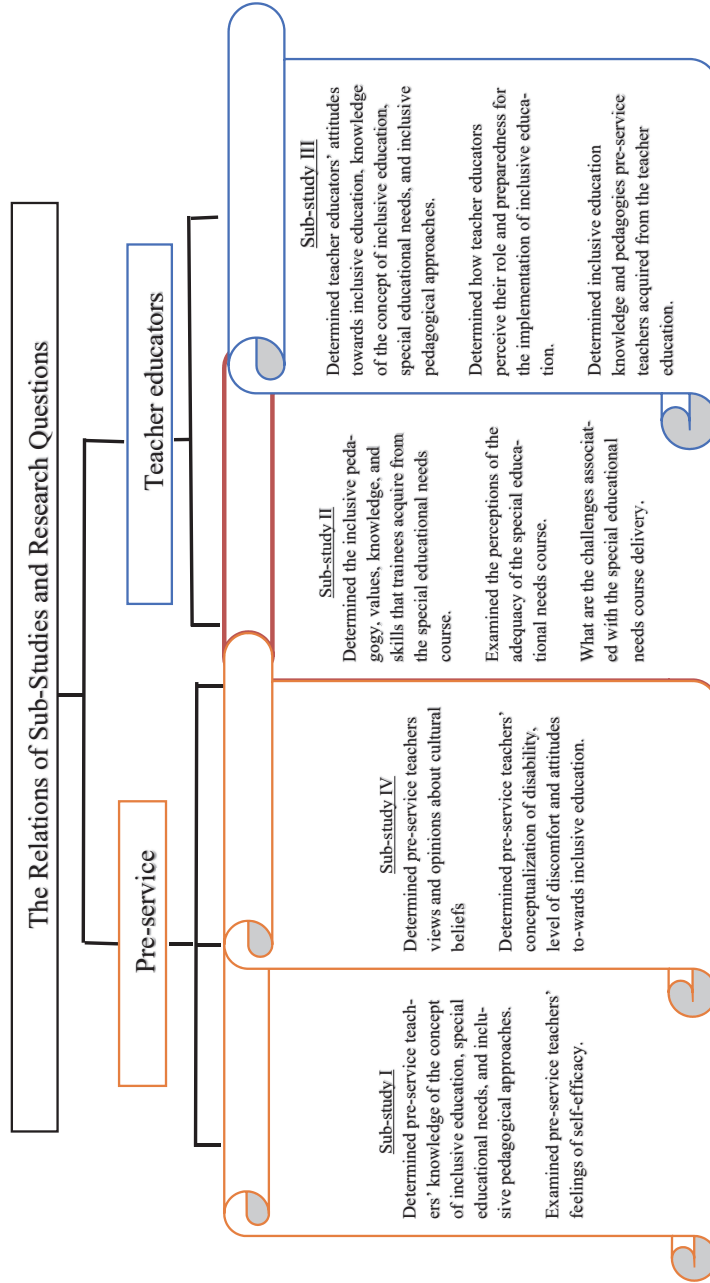 The Relations of Sub-Studies and Research Questions
Pre-service
Teacher educators
Sub-study I
Determined pre-service teach-
ers' knowledge of the concept
of inclusive education, special
educational needs, and inclu-
sive pedagogical approaches.
Examined pre-service teachers'
feelings of self-efficacy.
Sub-study IV
Determined pre-service teachers
views and opinions about cultural
beliefs
Determined pre-service teachers'
conceptualization of disability,
level of discomfort and attitudes
to-wards inclusive education.
Sub-study II
Determined the inclusive peda-
gogy, values, knowledge, and
skills that trainees acquire from
the special educational needs
course.
Examined the perceptions of the
adequacy of the special educa-
tional needs course.
What are the challenges associat-
ed with the special educational
needs course delivery.
Sub-study III
Determined teacher educators' attitudes
towards inclusive education, knowledge
of the concept of inclusive education,
special educational needs, and inclusive
pedagogical approaches.
Determined how teacher educators
perceive their role and preparedness for
the implementation of inclusive educa-
tion.
Determined inclusive education
knowledge and pedagogies pre-service
teachers acquired from the teacher
education.